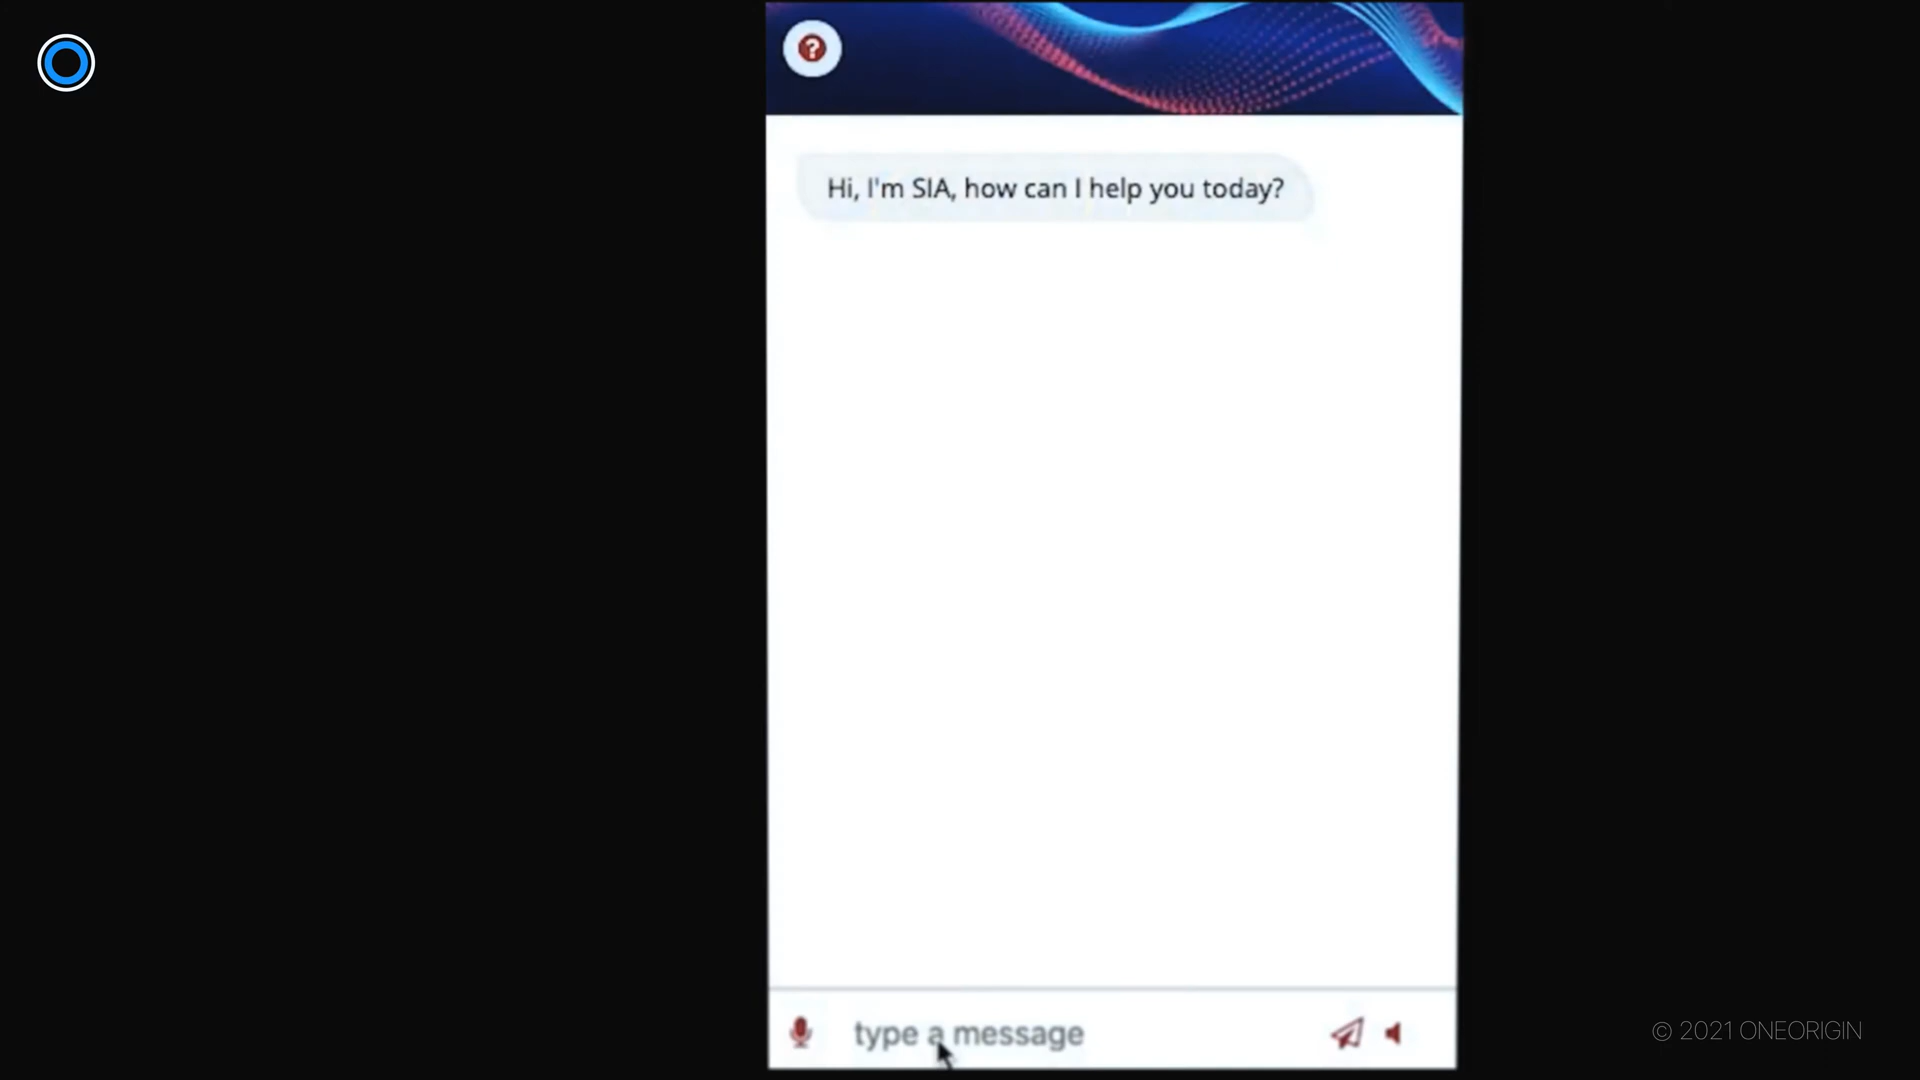 Hi, I'm SIA, how can I help you today?
type a message
© 2021 ONEORIGIN